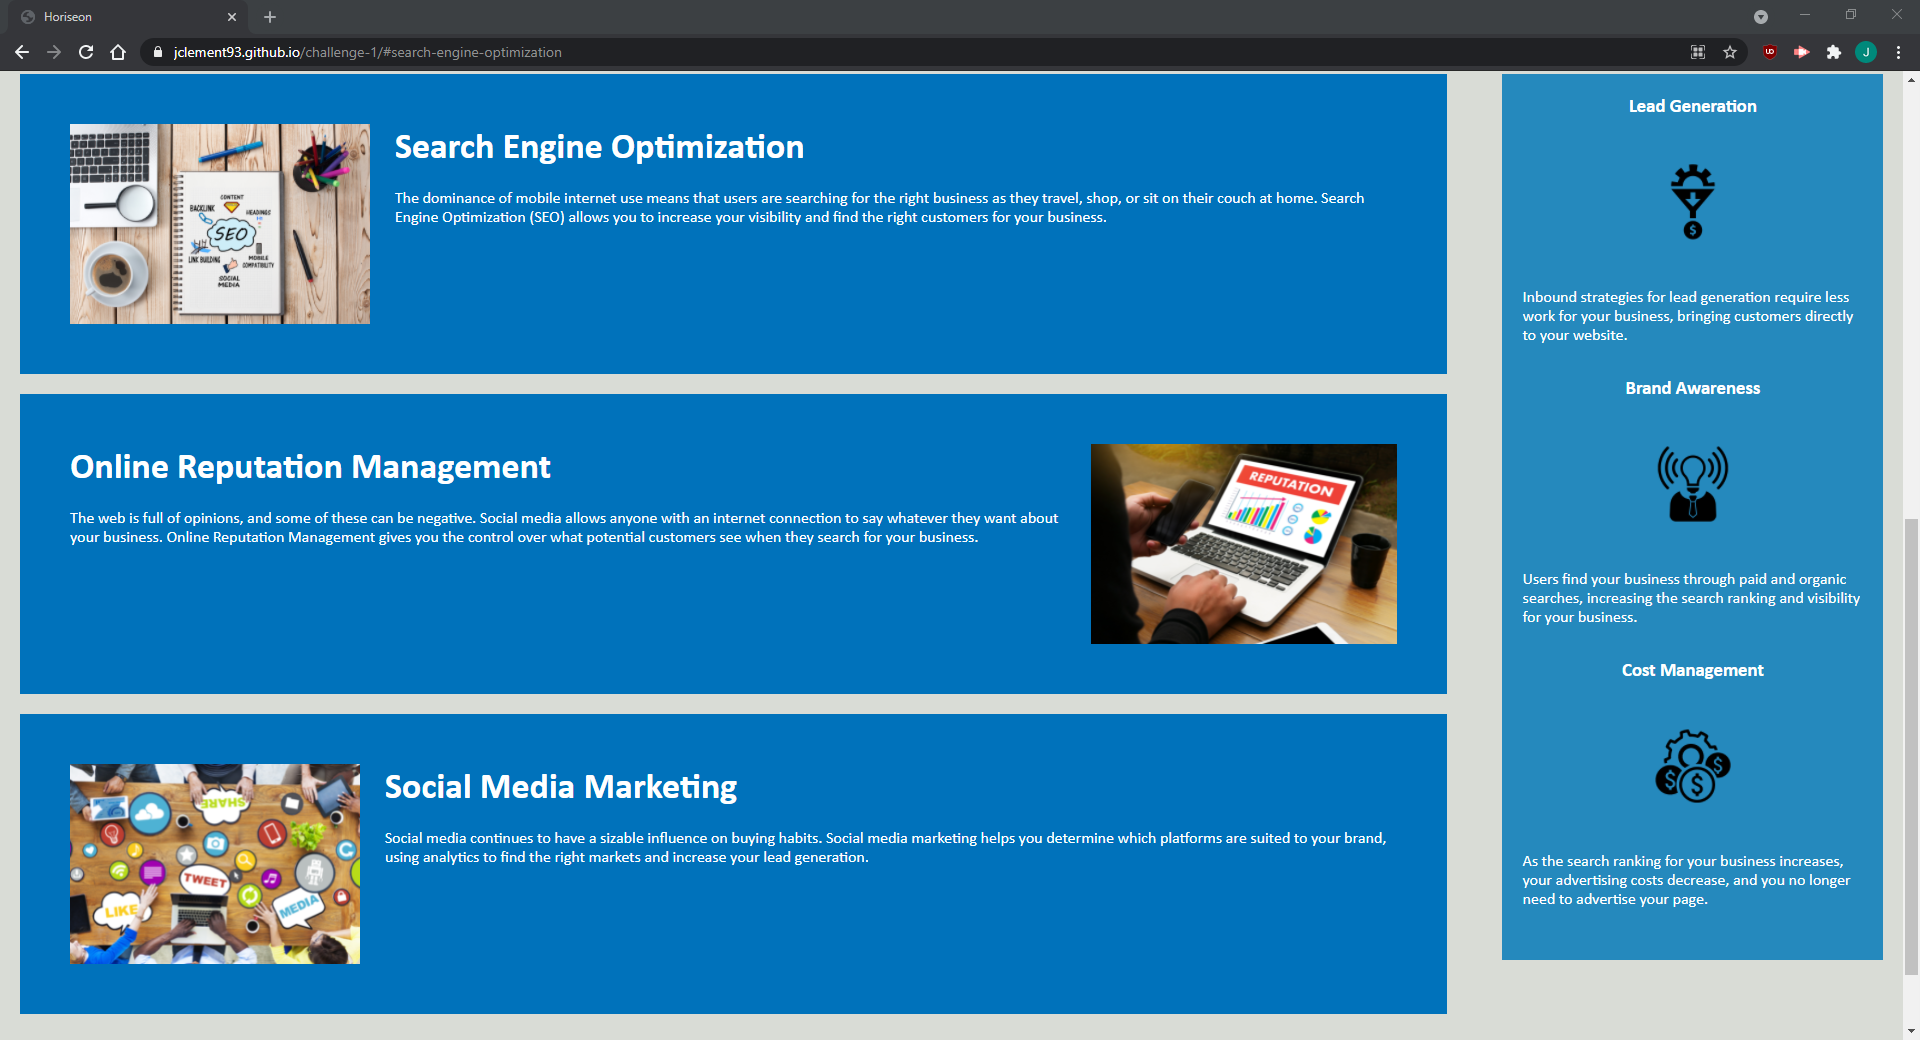 Horiseon
jclement93.github.io/challenge-1/#search-engine-optimization
J
Search Engine Optimization
The dominance of mobile internet use means that users are searching for the right business as they travel, shop, or sit on their couch at home. Search
Engine Optimization (SEO) allows you to increase your visibility and find the right customers for your business.
CONTENT
BACKLINK
HEADINGS
SEO
LINK BUILDING
MOBILE
COMPATIBILITY
SOCIAL
MEDIA
Online Reputation Management
The web is full of opinions, and some of these can be negative. Social media allows anyone with an internet connection to say whatever they want about
your business. Online Reputation Management gives you the control over what potential customers see when they search for your business.
REPUTATION
Social Media Marketing
Social media continues to have a sizable influence on buying habits. Social media marketing helps you determine which platforms are suited to your brand,
using analytics to find the right markets and increase your lead generation.
SHARE
TWEET
LIKE
MEDIA
Lead Generation
$
Inbound strategies for lead generation require less
work for your business, bringing customers directly
to your website.
Brand Awareness
Users find your business through paid and organic
searches, increasing the search ranking and visibility
for your business.
Cost Management
$ $ $
As the search ranking for your business increases,
your advertising costs decrease, and you no longer
need to advertise your page.